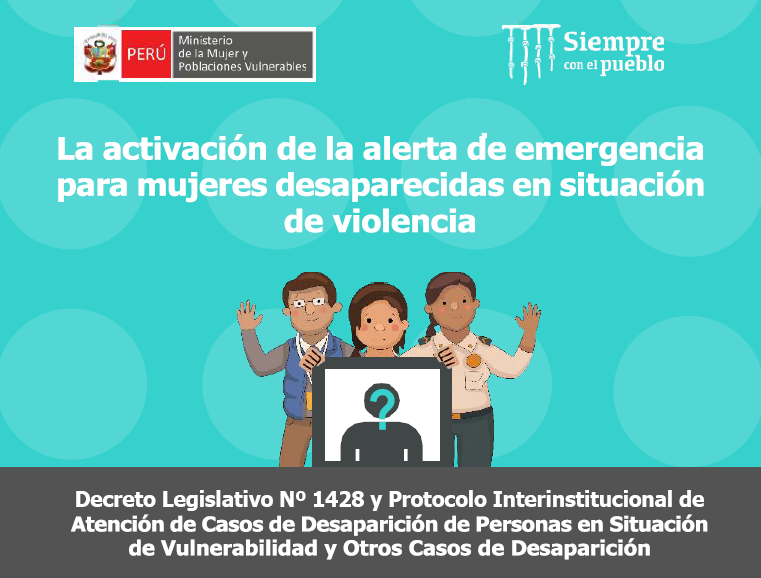 PERÚ
Ministerio
de la Mujer y
Poblaciones Vulnerables
Siempre
con el pueblo
La activación de la alerta de emergencia
para mujeres desaparecidas en situación
de violencia
?
Decreto Legislativo Nº 1428 y Protocolo Interinstitucional de
Atención de Casos de Desaparición de Personas en Situación
de Vulnerabilidad y Otros Casos de Desaparición